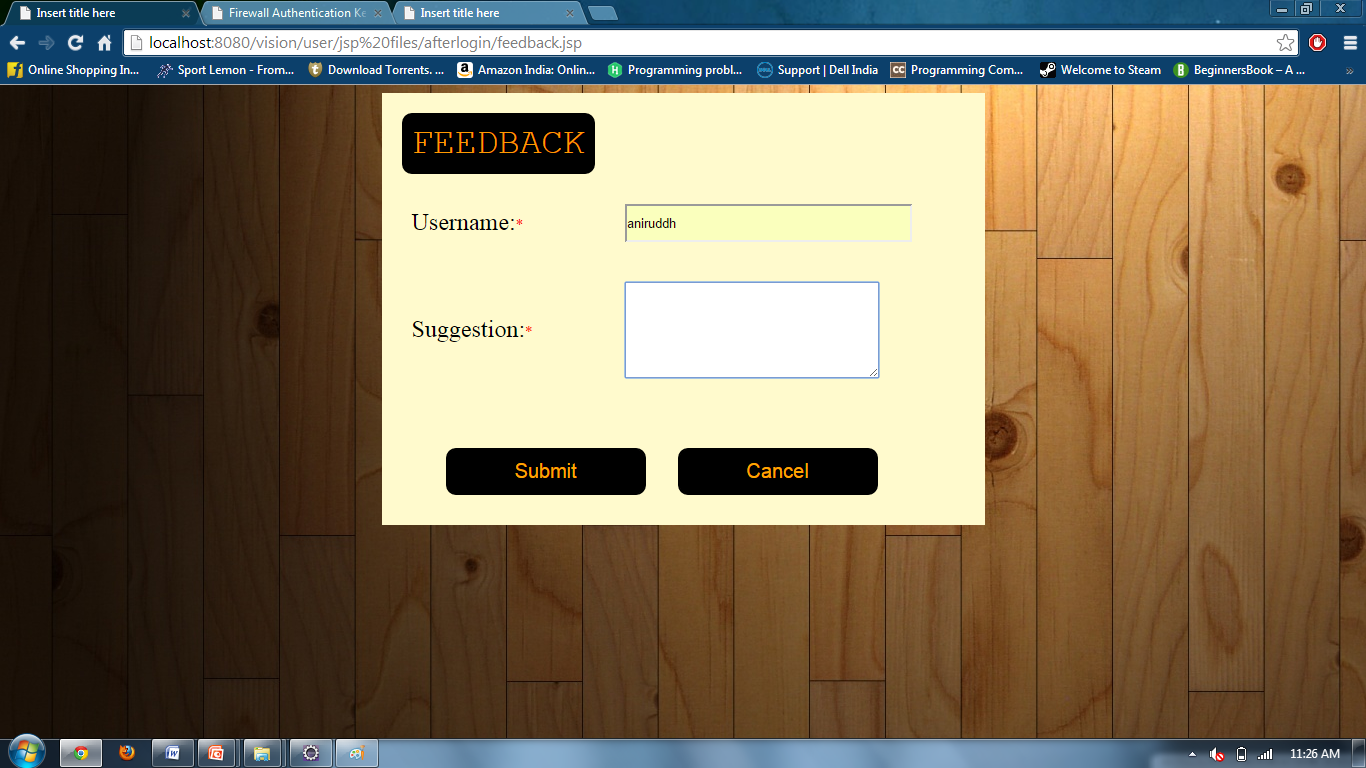 Insert title here
Firewall Authentication Ke
Insert title here
localhost:8080/vision/user/jsp%20files/afterlogin/feedback.jsp
Online Shopping In...
Sport Lemon - From...
Download Torrents. ...
Amazon India: Onlin...
Programming probl...
Support | Dell India
Programming Com...
Welcome to Steam
BeginnersBook – A ...
FEEDBACK
Username:*
aniruddh
Suggestion:*
Submit
Cancel
11:26 AM